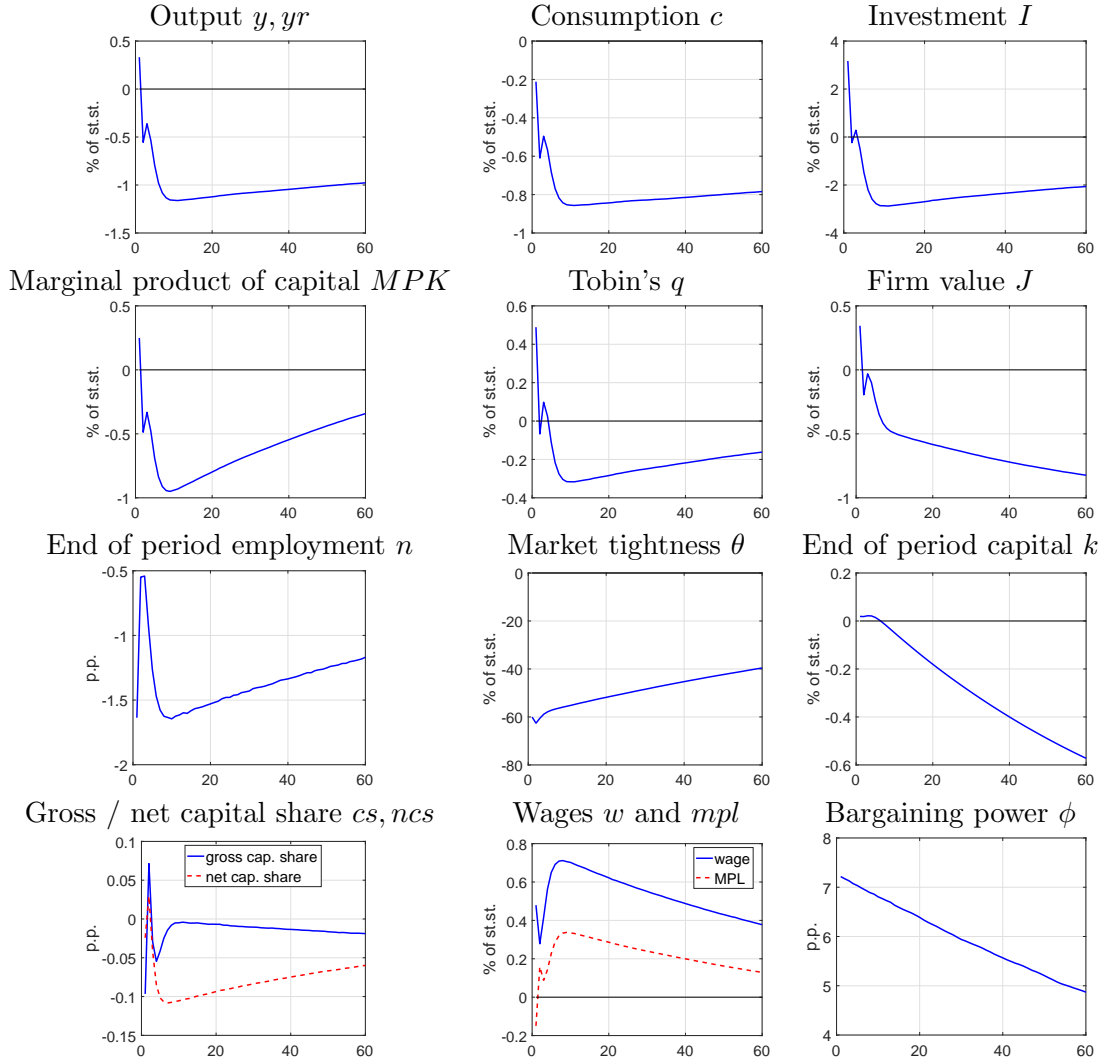 Output y, yr
Consumption c
Investment I
% of st.st.
0.5
0
-0.5
-1
-1.5
0 20 40 60
% of st.st.
0
-0.2
-0.4
-0.6
-0.8
-1
0 20 40 60
% of st.st.
4
2
0
-2
-4
0 20 40 60
Marginal product of capital MPK
Tobin's q
Firm value J
% of st.st.
0.5
0
-0.5
-1
0 20 40 60
% of st.st.
0.6
0.4
0.2
0
-0.2
-0.4
0 20 40 60
% of st.st.
0.5
0
-0.5
-1
0 20 40 60
End of period employment n
Market tightness θ
End of period capital k
p.p.
-0.5
-1
-1.5
-2
0 20 40 60
% of st.st.
0
-20
-40
-60
-80
0 20 40 60
% of st.st.
0.2
0
-0.2
-0.4
-0.6
0 20 40 60
Gross / net capital share cs, ncs
Wages w and mpl
Bargaining power ϕ
p.p.
0.1
0.05
0
-0.05
-0.1
-0.15
0 20 40 60
gross cap. share
net cap. share
% of st.st.
0.8
0.6
0.4
0.2
0
-0.2
0 20 40 60
wage
MPL
p.p.
8
7
6
5
4
0 20 40 60